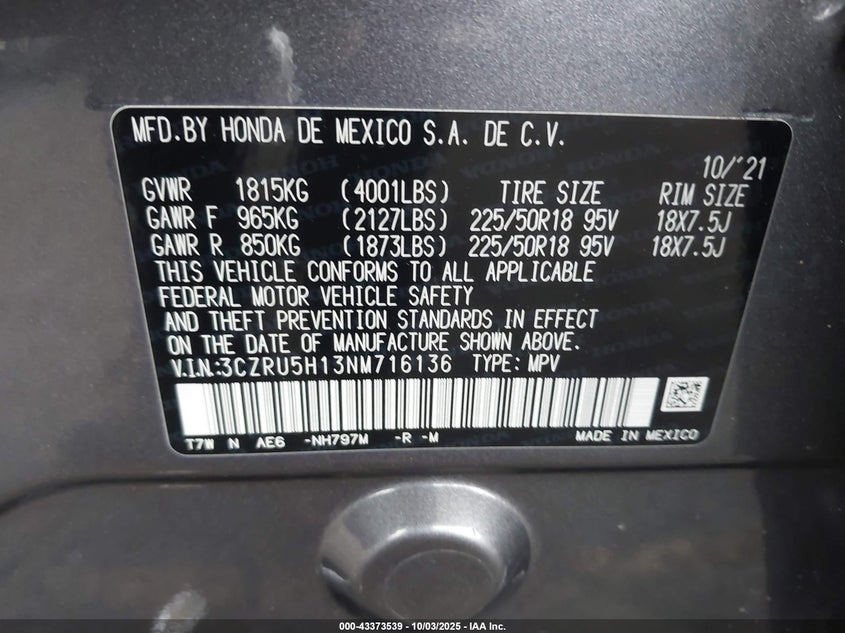 MFD.BY HONDA DE MEXICO S.A. DE C.V.
10/'21
GVWR 1815KG (4001LBS) TIRE SIZE RIM SIZE
GAWR F 965KG (2127LBS) 225/50R18 95V 18X7.5J
GAWR R 850KG (1873LBS) 225/50R18 95V 18X7.5J
THIS VEHICLE CONFORMS TO ALL APPLICABLE
FEDERAL MOTOR VEHICLE SAFETY
AND THEFT PREVENTION STANDARDS IN EFFECT
ON THE DATE OF MANUFACTURE SHOWN ABOVE.
V.I.N:3CZRU5H13NM716136 TYPE: MPV
T7W N AE6 -NH797M -R -M MADE IN MEXICO
000-43373539 - 10/03/2025 - IAA Inc.